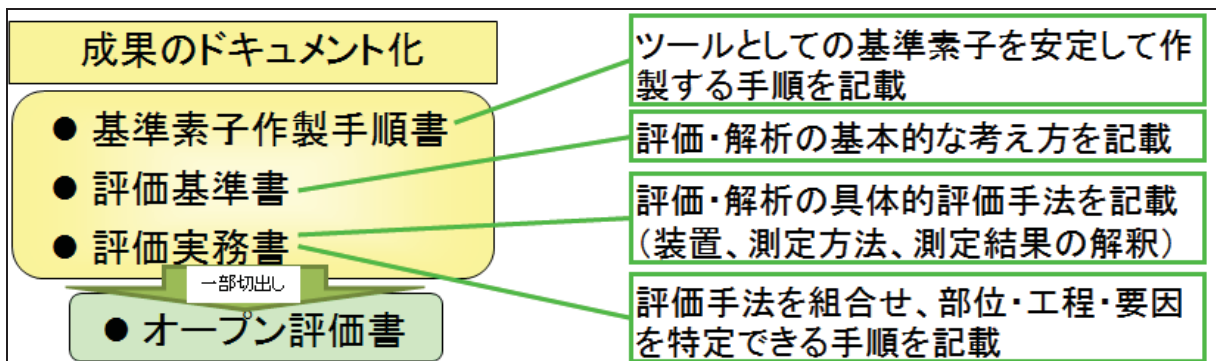 成果のドキュメント化
● 基準素子作製手順書
● 評価基準書
● 評価実務書
一部切出し
● オープン評価書
ツールとしての基準素子を安定して作
製する手順を記載
評価・解析の基本的な考え方を記載
評価・解析の具体的評価手法を記載
（装置、測定方法、測定結果の解釈）
評価手法を組合せ、部位・工程・要因
を特定できる手順を記載